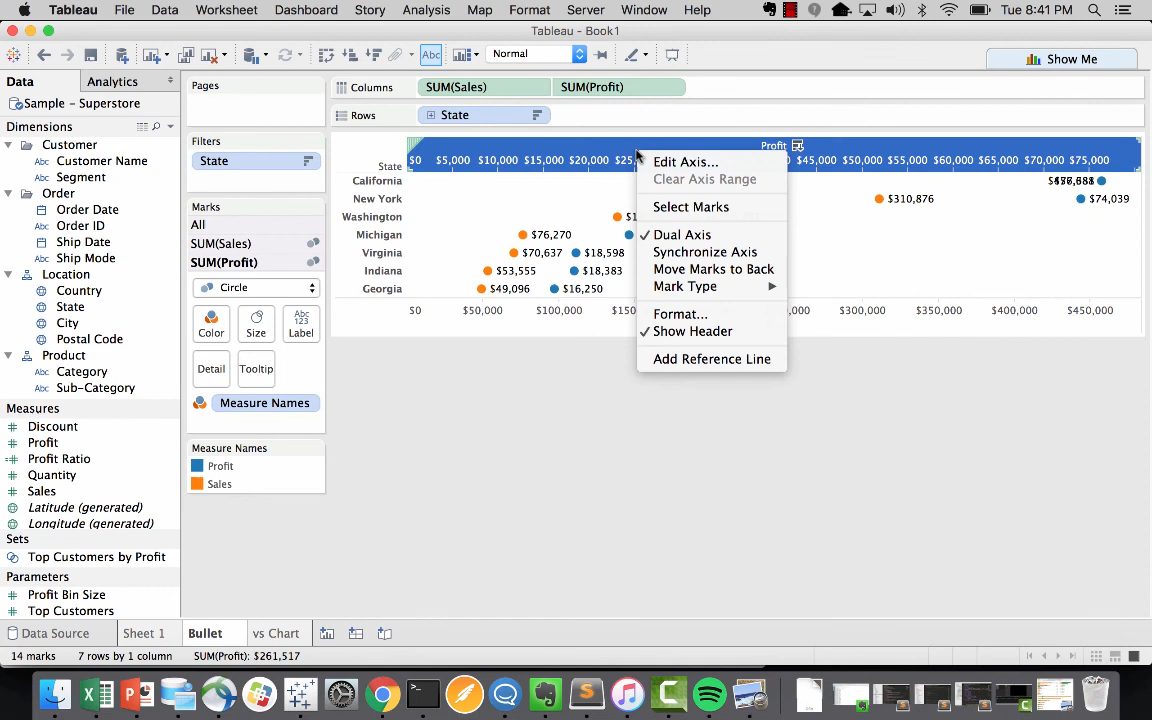 Tableau File Data Worksheet Dashboard Story Analysis Map Format Server Window Help Tue 8:41 PM
Tableau - Book1
Abc Normal Show Me
Data Analytics
Sample - Superstore
Dimensions
Customer
Abc Customer Name
Abc Segment
Order
Order Date
Abc Order ID
Ship Date
Abc Ship Mode
Location
Country
State
City
Postal Code
Product
Abc Category
Abc Sub-Category
Measures
# Discount
# Profit
=# Profit Ratio
# Quantity
# Sales
Latitude (generated)
Longitude (generated)
Sets
Top Customers by Profit
Parameters
# Profit Bin Size
# Top Customers
Pages
Filters
State
Marks
All
SUM(Sales)
SUM(Profit)
Circle
Color Size Abc 123 Label
Detail Tooltip
Measure Names
Measure Names
Profit
Sales
Columns SUM(Sales) SUM(Profit)
Rows State
Profit
State $0 $5,000 $10,000 $15,000 $20,000 $45,000 $50,000 $55,000 $60,000 $65,000 $70,000 $75,000
California
New York $310,876 $74,039
Washington
Michigan $76,270
Virginia $70,637 $18,598
Indiana $53,555 $18,383
Georgia $49,096 $16,250
$0 $50,000 $100,000 $300,000 $350,000 $400,000 $450,000
Edit Axis...
Clear Axis Range
Select Marks
✓ Dual Axis
Synchronize Axis
Move Marks to Back
Mark Type
Format...
✓ Show Header
Add Reference Line
Data Source Sheet 1 Bullet vs Chart
14 marks 7 rows by 1 column SUM(Profit): $261,517